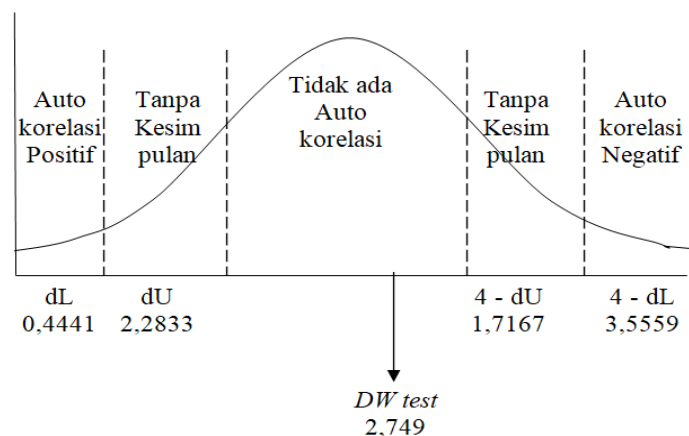 Auto
korelasi
Positif
Tanpa
Kesim
pulan
Tidak ada
Auto
korelasi
Tanpa
Kesim
pulan
Auto
korelasi
Negatif
dL
0,4441
dU
2,2833
4 - dU
1,7167
4 - dL
3,5559
DW test
2,749